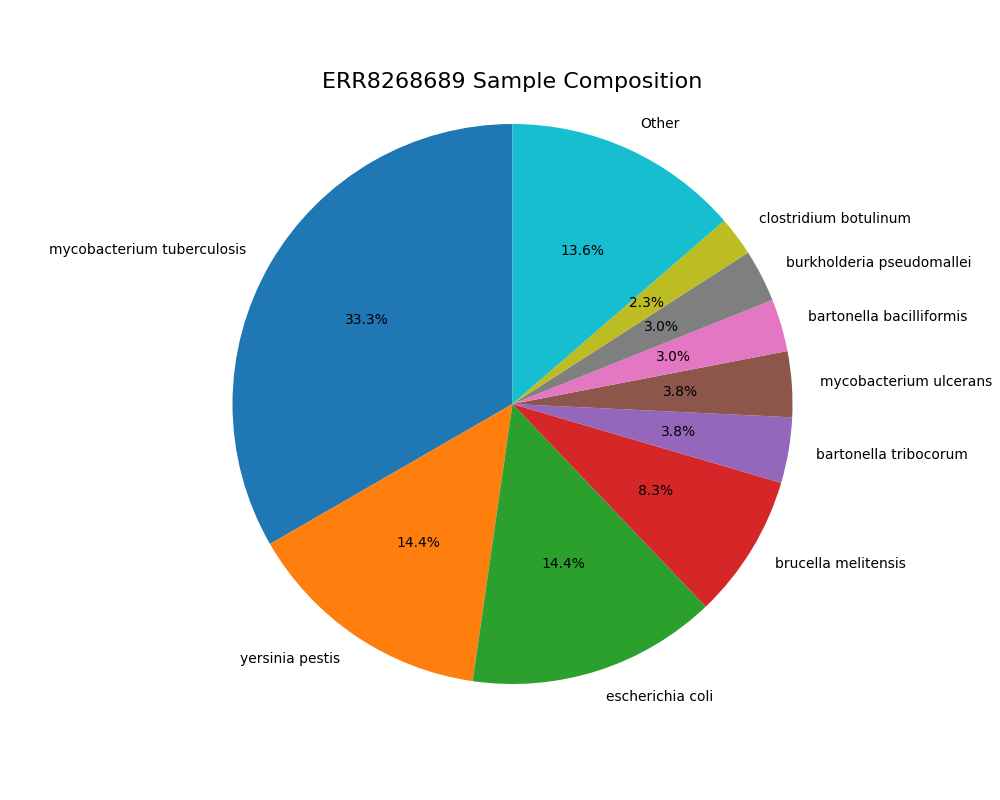 ERR8268689 Sample Composition
Other
13.6%
clostridium botulinum
2.3%
burkholderia pseudomallei
3.0%
bartonella bacilliformis
3.0%
mycobacterium ulcerans
3.8%
bartonella tribocorum
3.8%
brucella melitensis
8.3%
escherichia coli
14.4%
yersinia pestis
14.4%
mycobacterium tuberculosis
33.3%